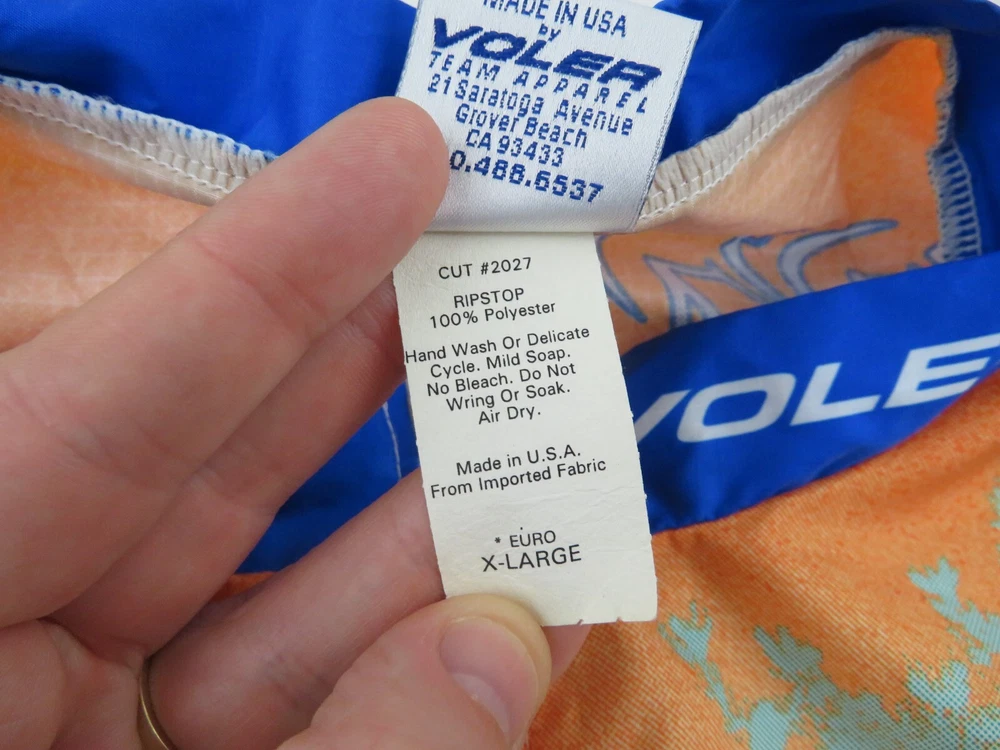 MADE IN USA
by
VOLER
TEAM APPAREL
21 Saratoga Avenue
Grover Beach
CA 93433
0.488.6537
CUT #2027
RIPSTOP
100% Polyester
Hand Wash Or Delicate
Cycle. Mild Soap.
No Bleach. Do Not
Wring Or Soak.
Air Dry.
Made in U.S.A.
From Imported Fabric
* EURO
X-LARGE
VOLE